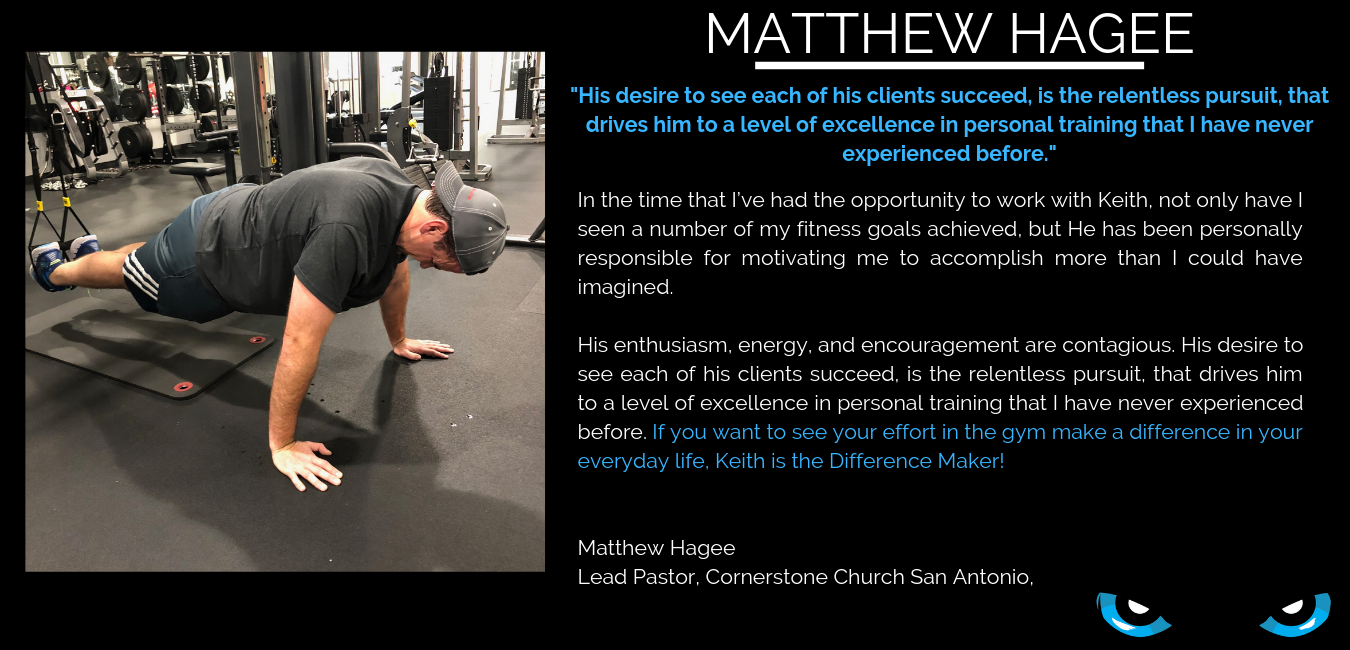 MATTHEW HAGEE
"His desire to see each of his clients succeed, is the relentless pursuit, that
drives him to a level of excellence in personal training that I have never
experienced before."
In the time that I've had the opportunity to work with Keith, not only have I
seen a number of my fitness goals achieved, but He has been personally
responsible for motivating me to accomplish more than I could have
imagined.
His enthusiasm, energy, and encouragement are contagious. His desire to
see each of his clients succeed, is the relentless pursuit, that drives him
to a level of excellence in personal training that I have never experienced
before. If you want to see your effort in the gym make a difference in your
everyday life, Keith is the Difference Maker!
Matthew Hagee
Lead Pastor, Cornerstone Church San Antonio,